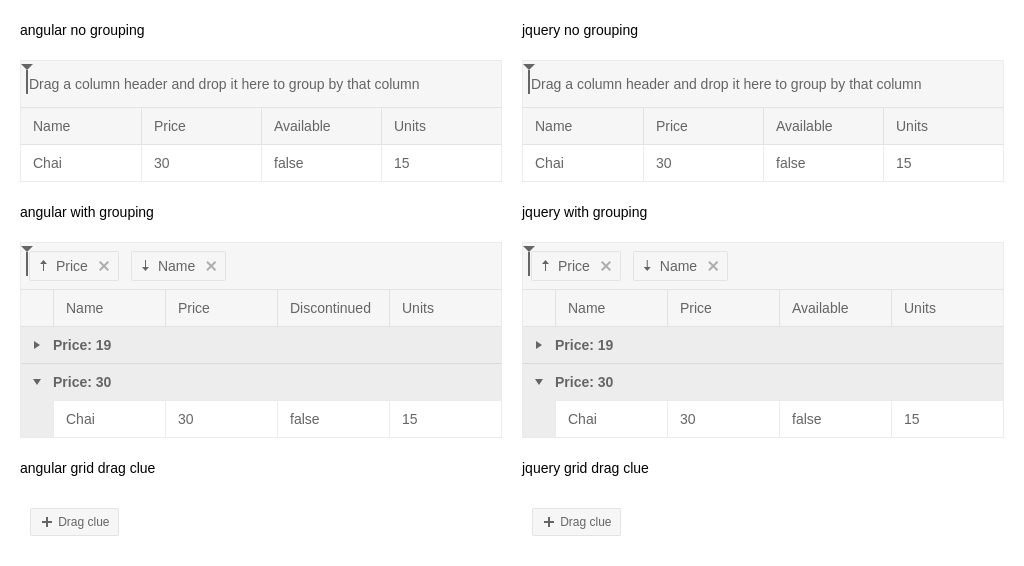 angular no grouping
Drag a column header and drop it here to group by that column
Name Price Available Units
Chai 30 false 15
angular with grouping
Price Name
Name Price Discontinued Units
Price: 19
Price: 30
Chai 30 false 15
angular grid drag clue
Drag clue
jquery no grouping
Drag a column header and drop it here to group by that column
Name Price Available Units
Chai 30 false 15
jquery with grouping
Price Name
Name Price Available Units
Price: 19
Price: 30
Chai 30 false 15
jquery grid drag clue
Drag clue